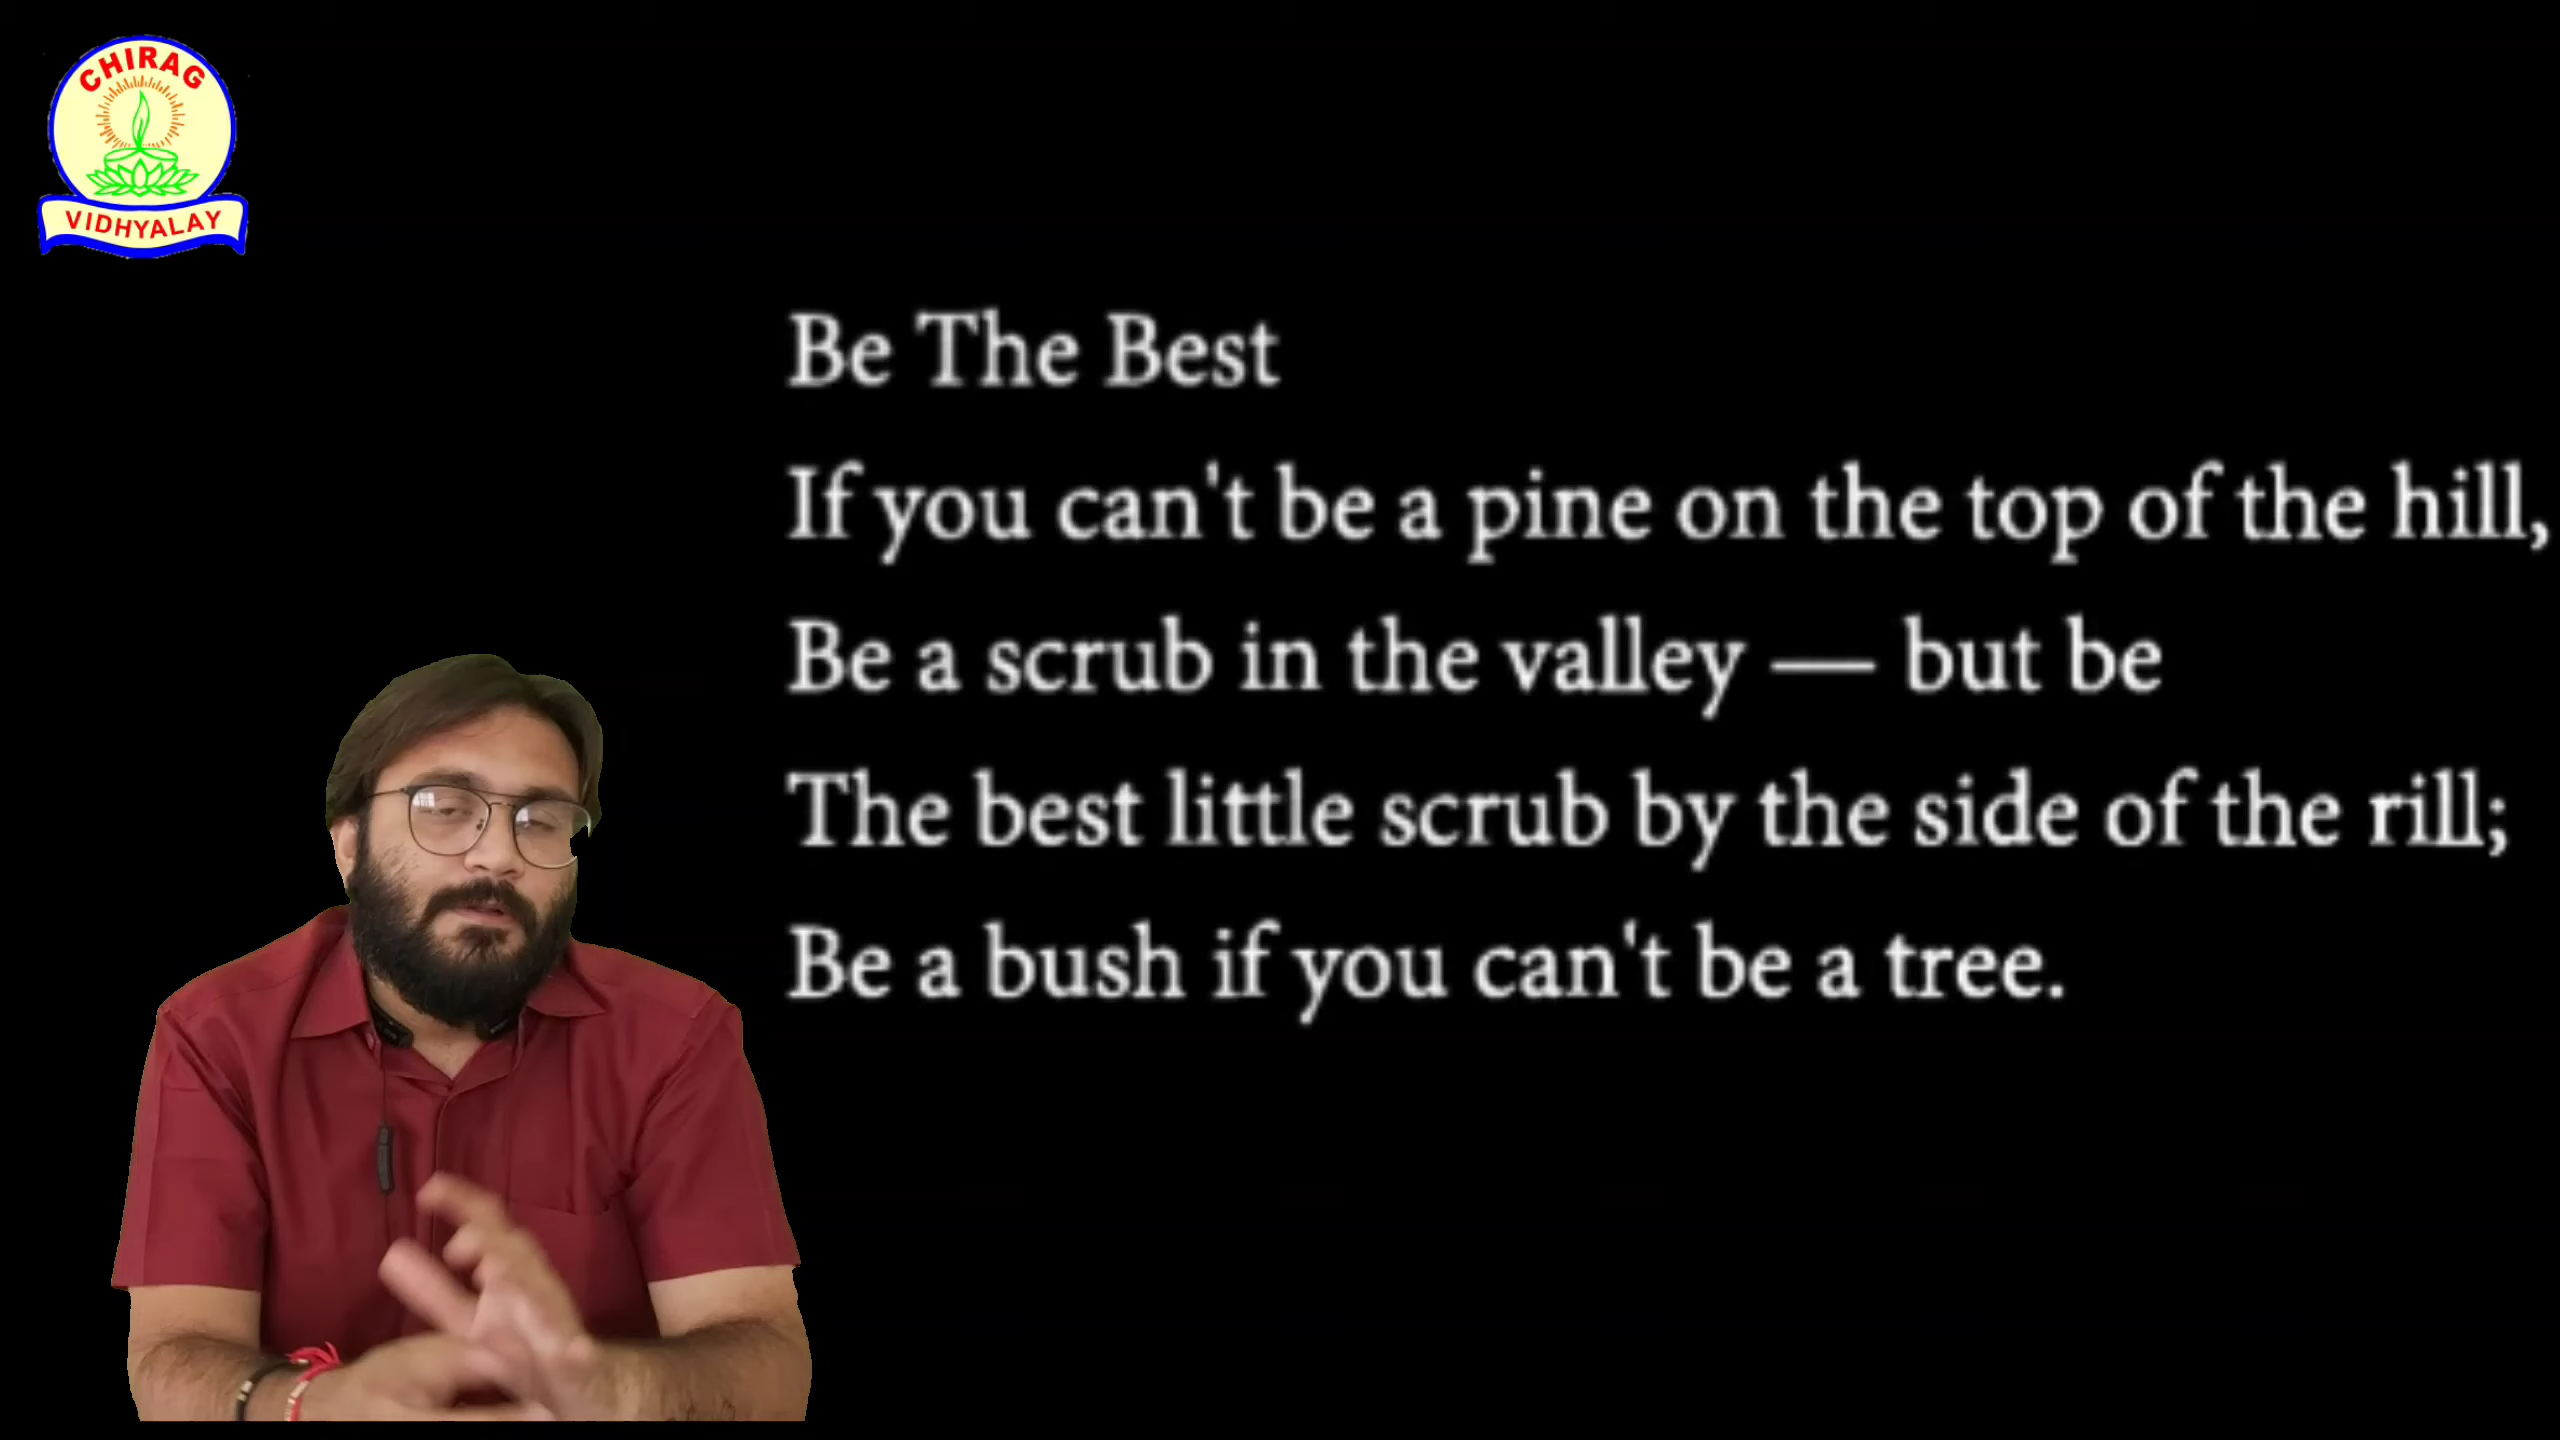 CHIRAG
VIDHYALAY
Be The Best
If you can't be a pine on the top of the hill,
Be a scrub in the valley — but be
The best little scrub by the side of the rill;
Be a bush if you can't be a tree.